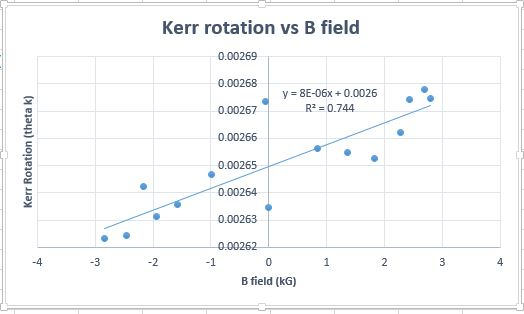 Kerr rotation vs B field
0.00269
0.00268
0.00267
0.00266
0.00265
0.00264
0.00263
0.00262
y = 8E-06x + 0.0026
R² = 0.744
Kerr Rotation (theta k)
-4 -3 -2 -1 0 1 2 3 4
B field (kG)